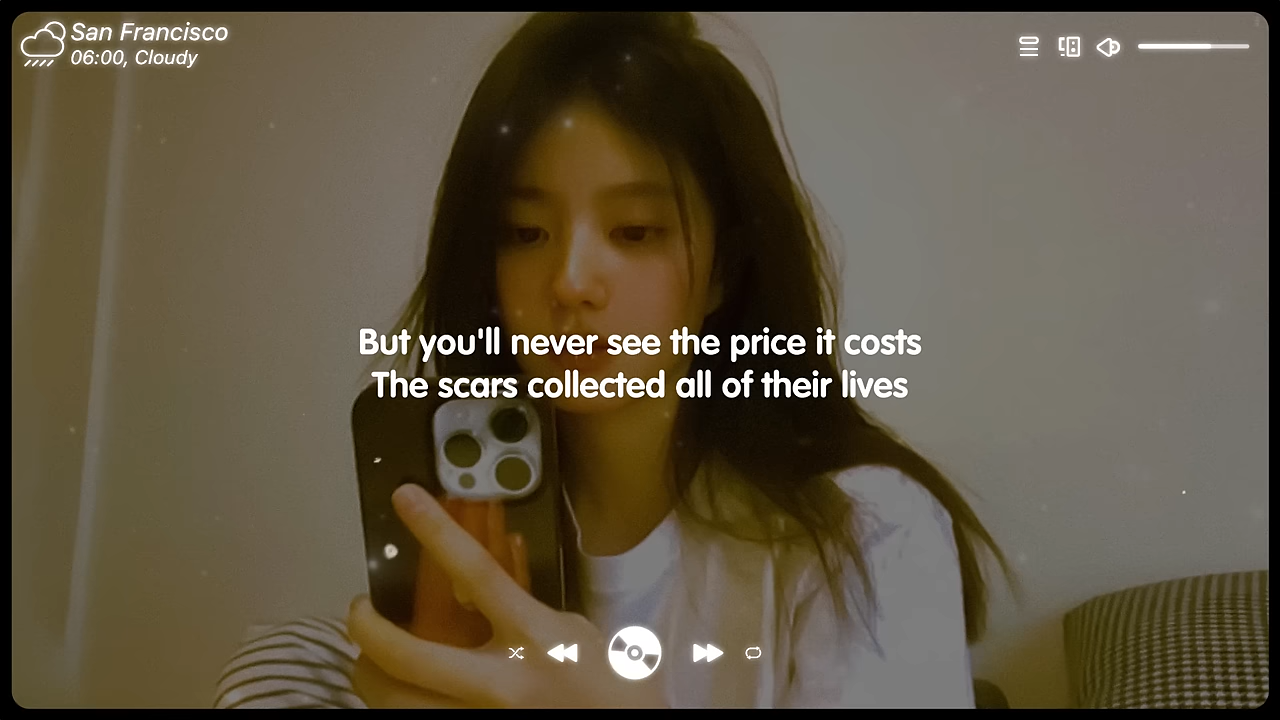 San Francisco
06:00, Cloudy
But you'll never see the price it costs
The scars collected all of their lives